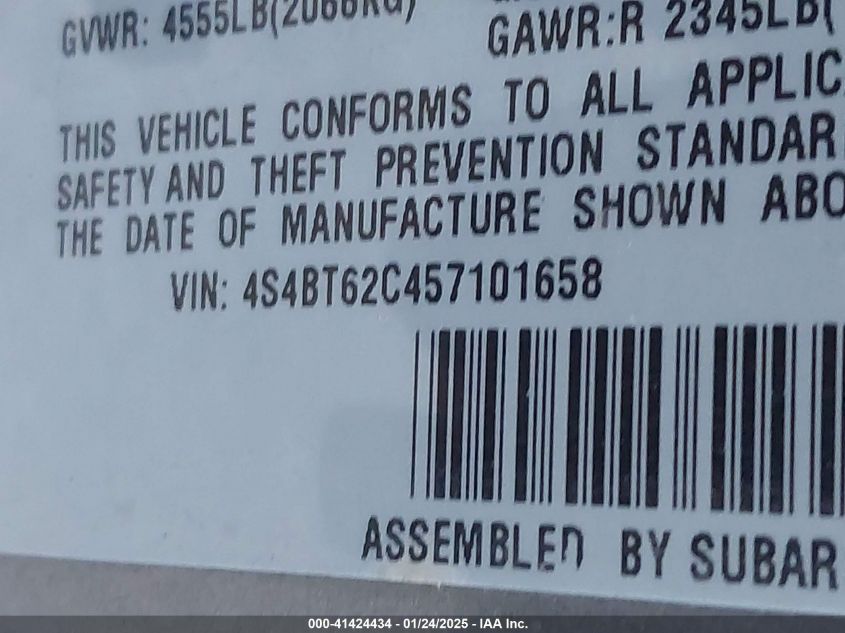 GVWR: 4555LB(2066KG)
GAWR:R 2345LB(
THIS VEHICLE CONFORMS TO ALL APPLIC
SAFETY AND THEFT PREVENTION STANDAR
THE DATE OF MANUFACTURE SHOWN ABO
VIN: 4S4BT62C457101658
ASSEMBLED BY SUBAR
000-41424434 - 01/24/2025 - IAA Inc.